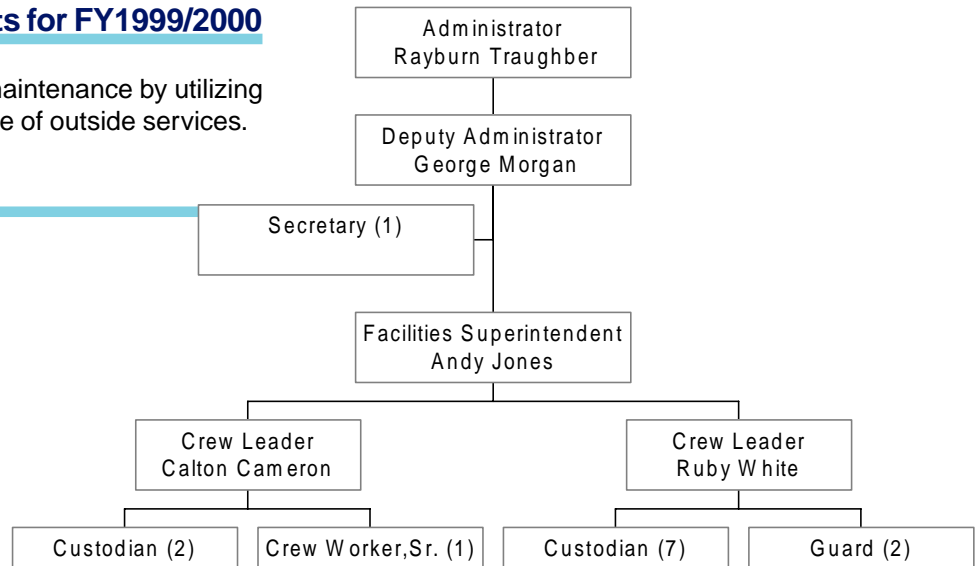 ts for FY1999/2000
naintenance by utilizing
e of outside services.
Administrator
Rayburn Traughber
Deputy Administrator
George Morgan
Secretary (1)
Facilities Superintendent
Andy Jones
Crew Leader
Calton Cameron
Crew Leader
Ruby White
Custodian (2)
Crew Worker,Sr. (1)
Custodian (7)
Guard (2)